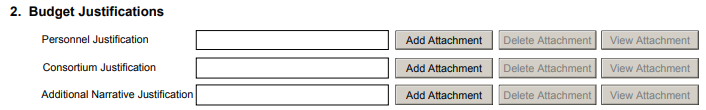 2. Budget Justifications
Personnel Justification Add Attachment Delete Attachment View Attachment
Consortium Justification Add Attachment Delete Attachment View Attachment
Additional Narrative Justification Add Attachment Delete Attachment View Attachment